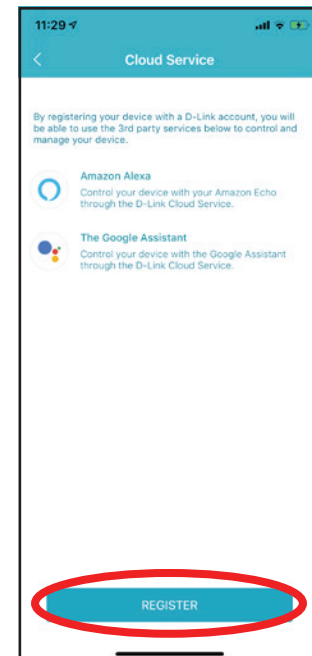 11:29
Cloud Service
By registering your device with a D-Link account, you will
be able to use the 3rd party services below to control and
manage your device.
Amazon Alexa
Control your device with your Amazon Echo
through the D-Link Cloud Service.
The Google Assistant
Control your device with the Google Assistant
through the D-Link Cloud Service.
REGISTER